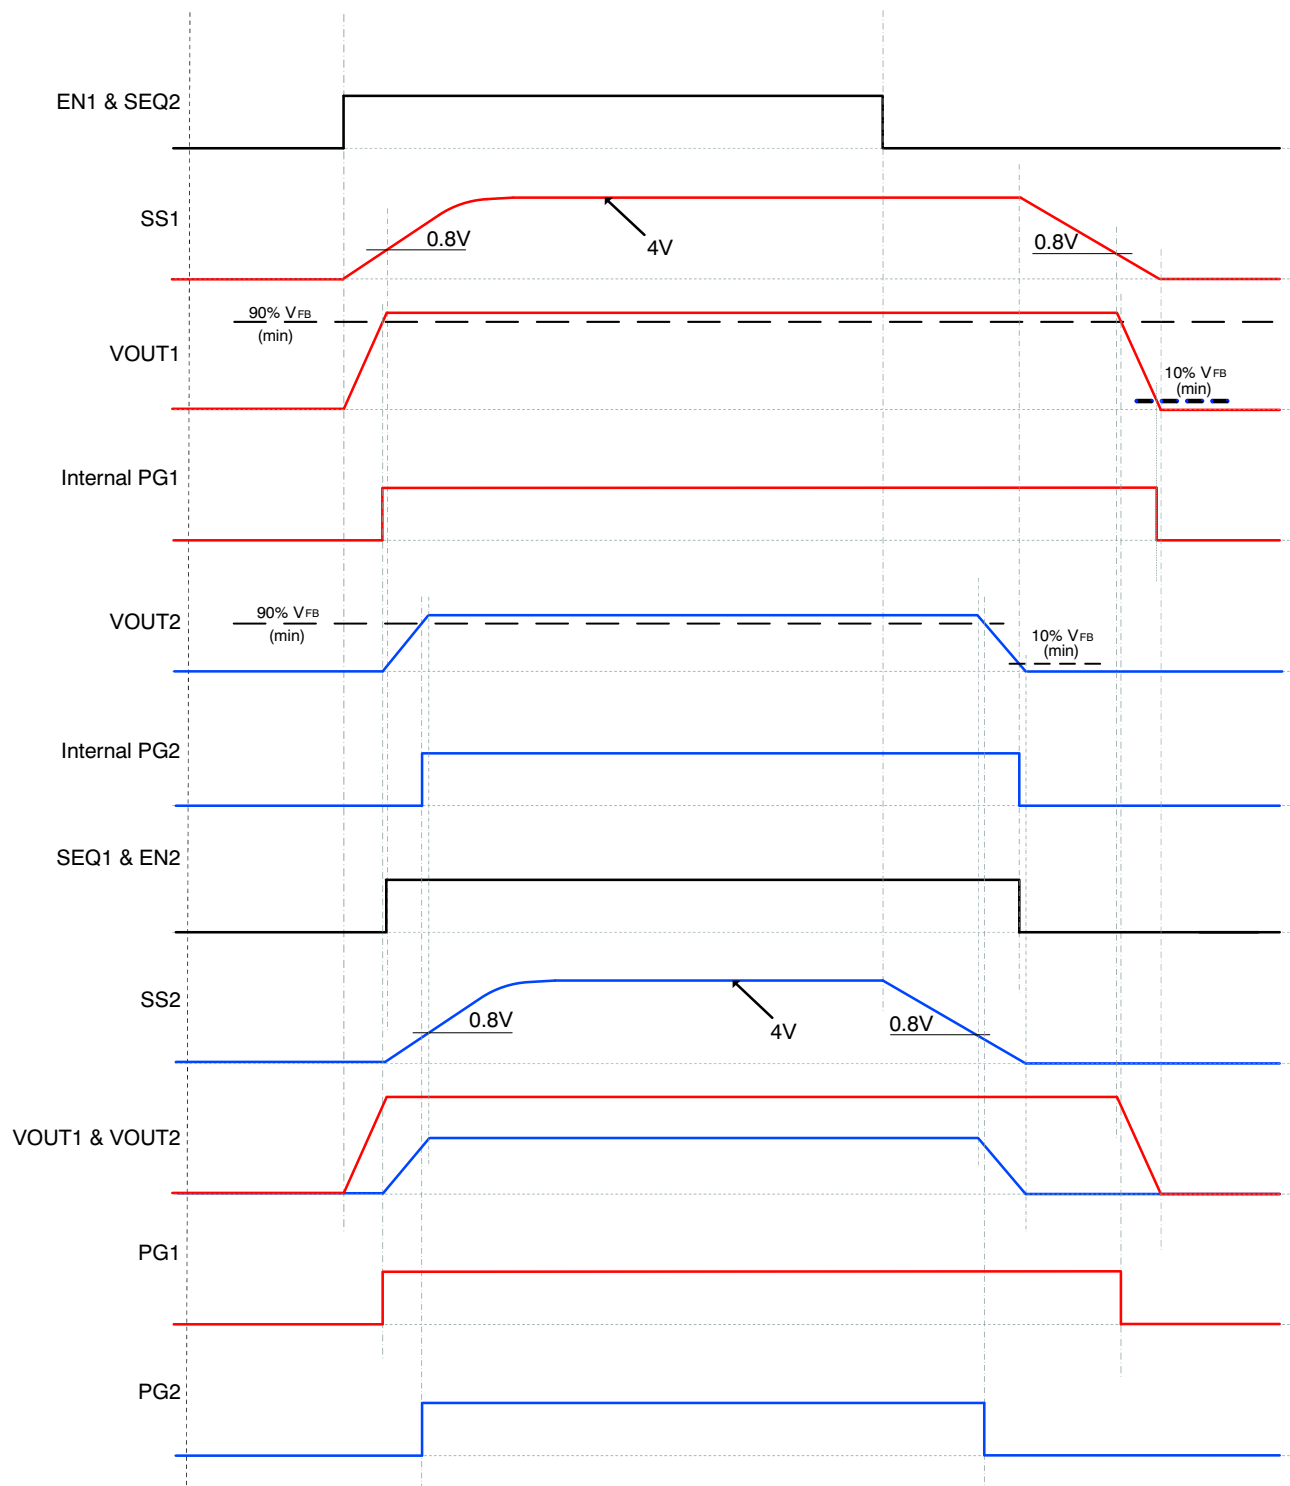 EN1 & SEQ2
SS1
0.8V
4V
0.8V
90% VFB
(min)
VOUT1
10% VFB
(min)
Internal PG1
VOUT2
90% VFB
(min)
10% VFB
(min)
Internal PG2
SEQ1 & EN2
SS2
0.8V
4V
0.8V
VOUT1 & VOUT2
PG1
PG2